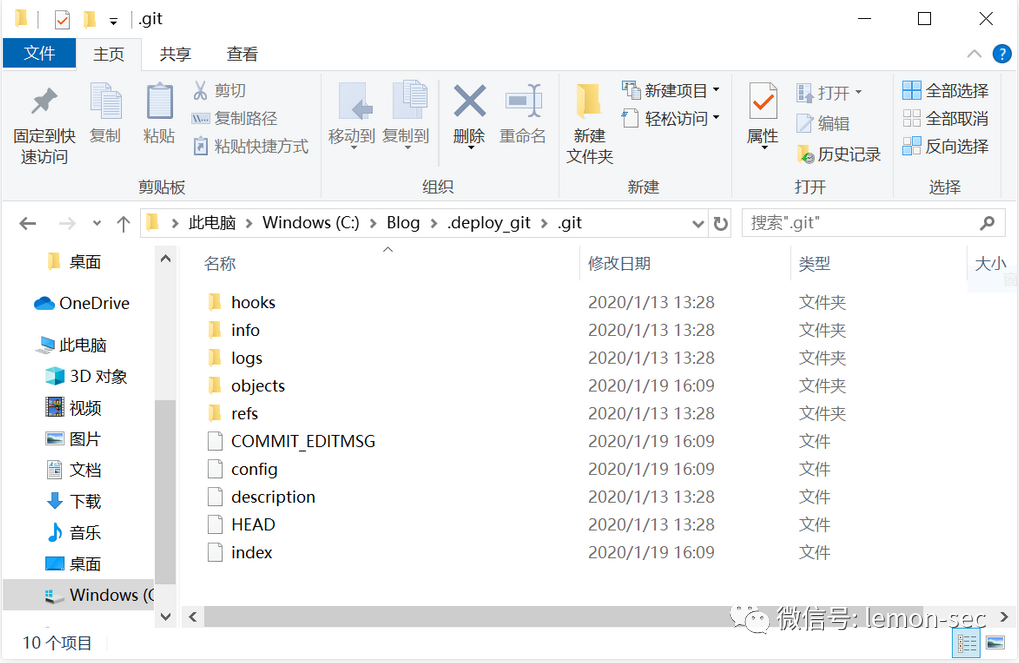 .git
文件 主页 共享 查看
固定到快速访问 复制 粘贴 剪切 复制路径 粘贴快捷方式
剪贴板
移动到 复制到 删除 重命名
组织
新建文件夹 新建项目 轻松访问
新建
属性 打开 编辑 历史记录
打开
全部选择 全部取消 反向选择
选择
此电脑 Windows (C:) Blog .deploy_git .git
搜索".git"
桌面
OneDrive
此电脑
3D 对象
视频
图片
文档
下载
音乐
桌面
Windows (C
名称 修改日期 类型 大小
hooks 2020/1/13 13:28 文件夹
info 2020/1/13 13:28 文件夹
logs 2020/1/13 13:28 文件夹
objects 2020/1/19 16:09 文件夹
refs 2020/1/13 13:28 文件夹
COMMIT_EDITMSG 2020/1/19 16:09 文件
config 2020/1/19 16:09 文件
description 2020/1/13 13:28 文件
HEAD 2020/1/13 13:28 文件
index 2020/1/19 16:09 文件
微信号: lemon-sec
10 个项目